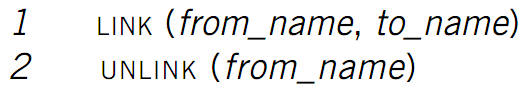 1 LINK (from_name, to_name)
2 UNLINK (from_name)